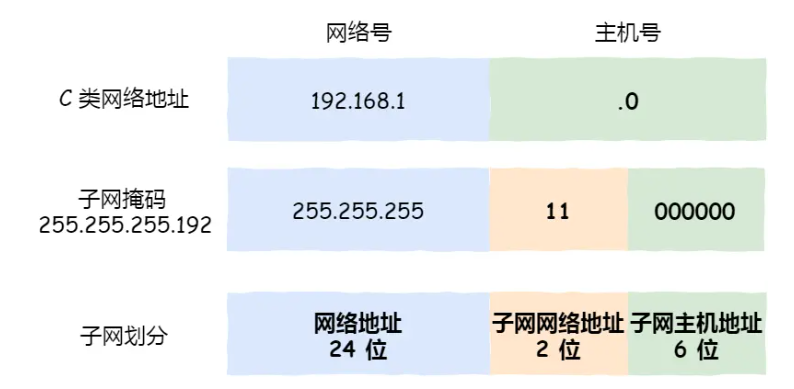 网络号 主机号
C 类网络地址 192.168.1 .0
子网掩码
255.255.255.192 255.255.255 11 000000
子网划分 网络地址 子网网络地址 子网主机地址
24 位 2 位 6 位